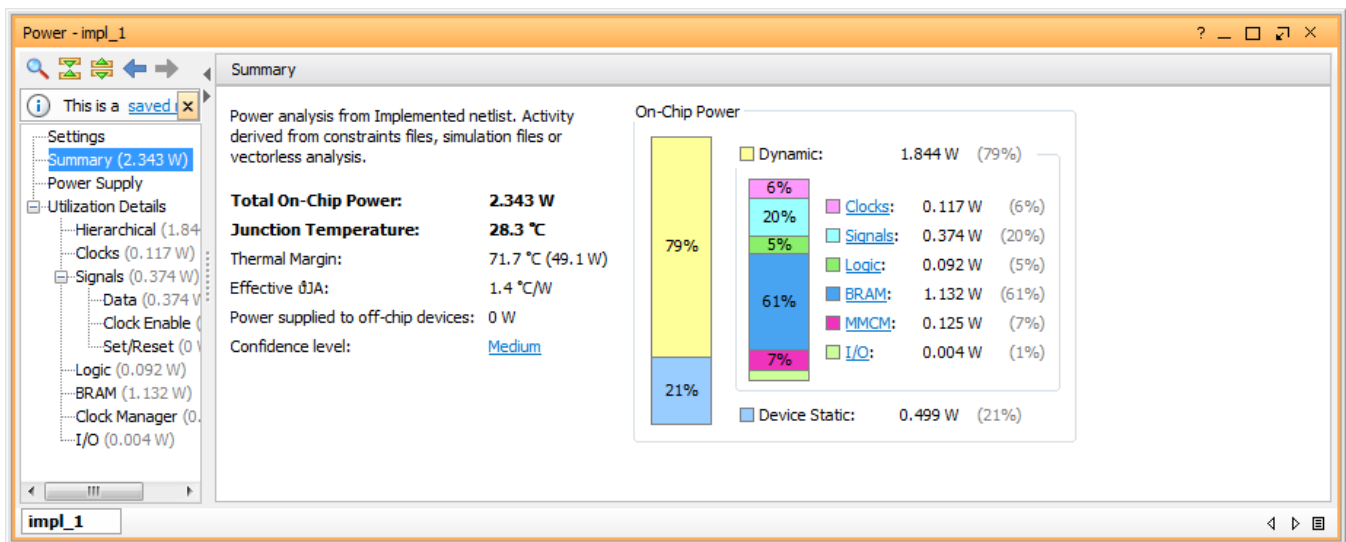 Power - impl_1
Summary
This is a saved
Settings
Summary (2.343 W)
Power Supply
Utilization Details
Hierarchical (1.84
Clocks (0.117 W)
Signals (0.374 W)
Data (0.374 W
Clock Enable (
Set/Reset (0
Logic (0.092 W)
BRAM (1.132 W)
Clock Manager (0.
I/O (0.004 W)
impl_1
Power analysis from Implemented netlist. Activity
derived from constraints files, simulation files or
vectorless analysis.
Total On-Chip Power: 2.343 W
Junction Temperature: 28.3 °C
Thermal Margin: 71.7 °C (49.1 W)
Effective ϑJA: 1.4 °C/W
Power supplied to off-chip devices: 0 W
Confidence level: Medium
On-Chip Power
79%
21%
Dynamic: 1.844 W (79%)
6%
20%
5%
61%
7%
Clocks: 0.117 W (6%)
Signals: 0.374 W (20%)
Logic: 0.092 W (5%)
BRAM: 1.132 W (61%)
MMCM: 0.125 W (7%)
I/O: 0.004 W (1%)
Device Static: 0.499 W (21%)